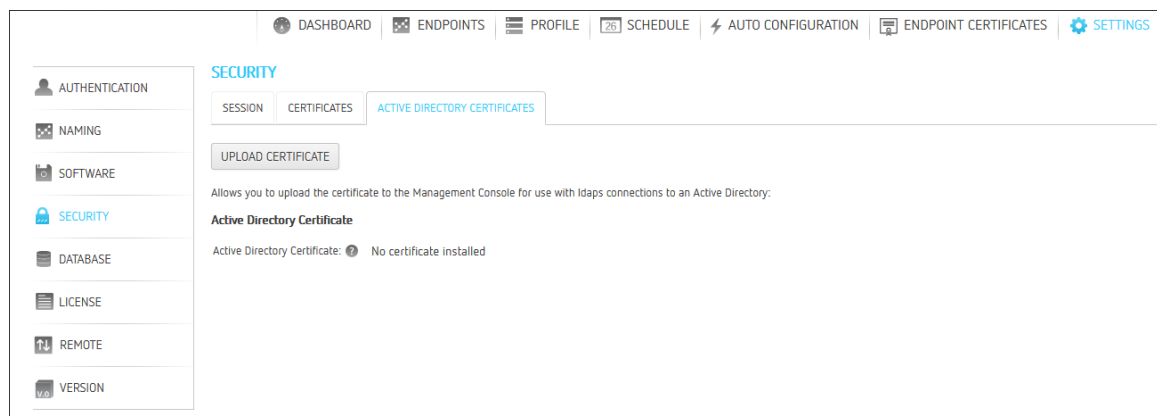 DASHBOARD ENDPOINTS PROFILE 26 SCHEDULE AUTO CONFIGURATION ENDPOINT CERTIFICATES SETTINGS
AUTHENTICATION
NAMING
SOFTWARE
SECURITY
DATABASE
LICENSE
REMOTE
V.0 VERSION
SECURITY
SESSION CERTIFICATES ACTIVE DIRECTORY CERTIFICATES
UPLOAD CERTIFICATE
Allows you to upload the certificate to the Management Console for use with ldaps connections to an Active Directory:
Active Directory Certificate
Active Directory Certificate: ? No certificate installed